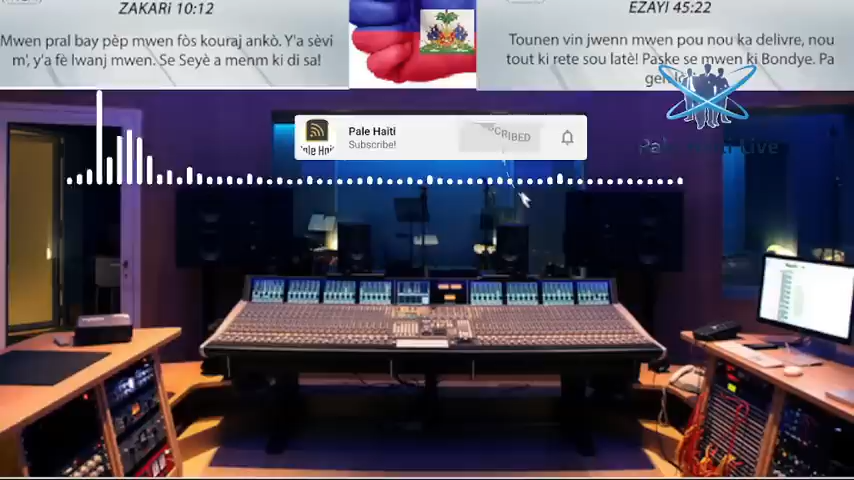 ZAKARi 10:12
Mwen pral bay pèp mwen fòs kouraj ankò. Y'a sèvi
m', y'a fè lwanj mwen. Se Seyè a menm ki di sa!
EZAYI 45:22
Tounen vin jwenn mwen pou nou ka delivre, nou
tout ki rete sou latè! Paske se mwen ki Bondye. Pa
Pale Haiti
Subscribe!
CRIBED
Live